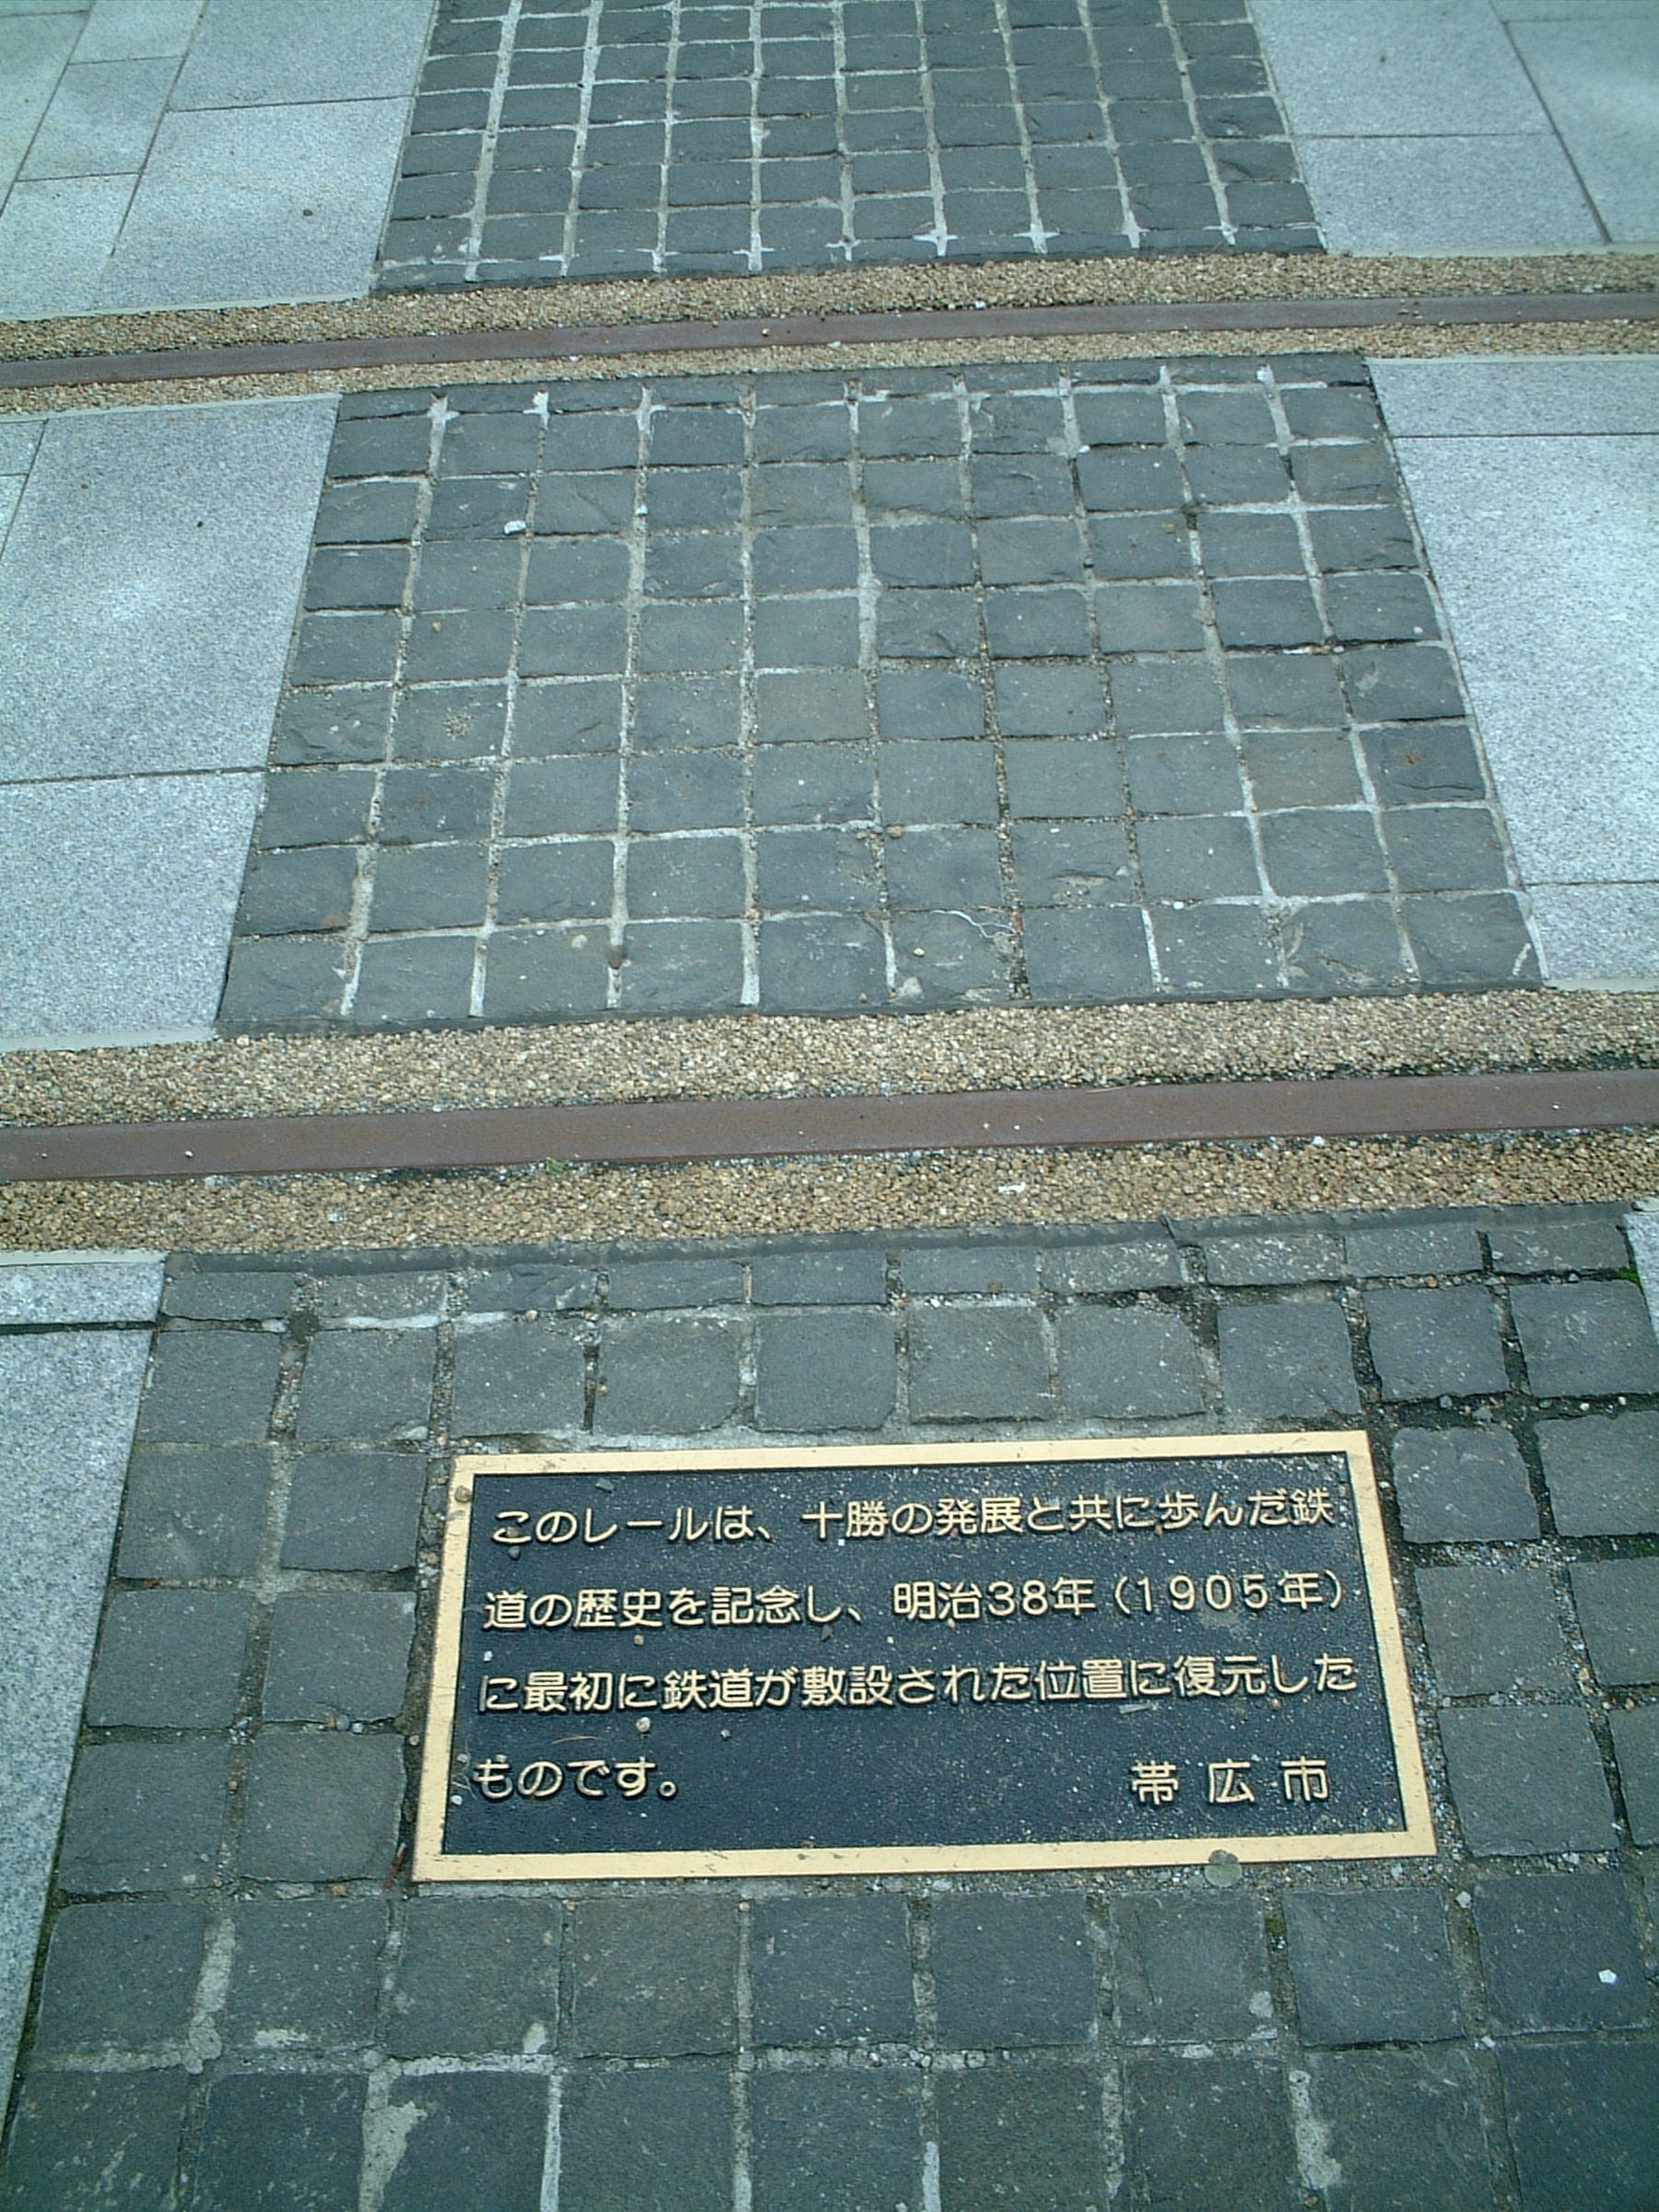 このレールは、十勝の発展と共に歩んだ鉄
道の歴史を記念し、明治38年(1905年)
に最初に鉄道が敷設された位置に復元した
ものです。 帯広市